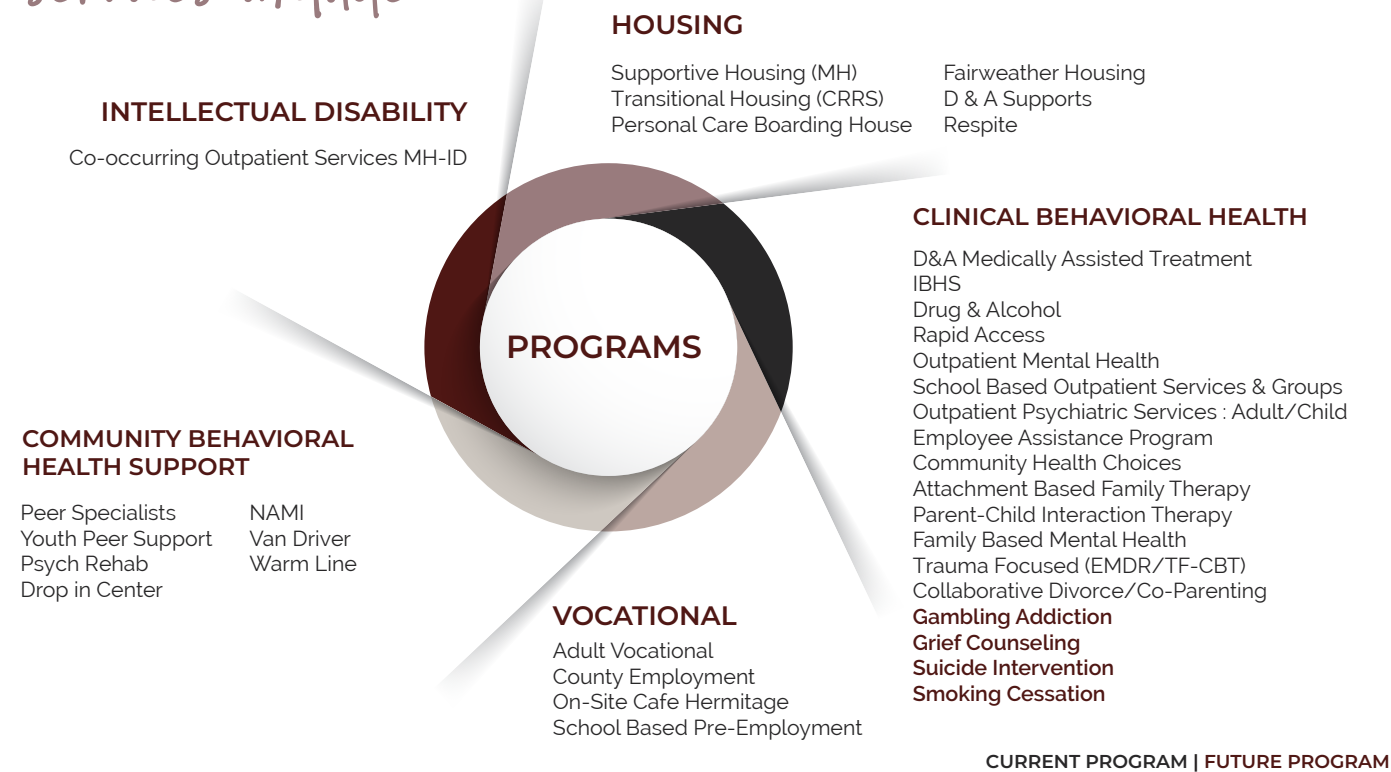 HOUSING
Supportive Housing (MH)
Transitional Housing (CRRS)
Personal Care Boarding House
Fairweather Housing
D & A Supports
Respite
INTELLECTUAL DISABILITY
Co-occurring Outpatient Services MH-ID
CLINICAL BEHAVIORAL HEALTH
D&A Medically Assisted Treatment
IBHS
Drug & Alcohol
Rapid Access
Outpatient Mental Health
School Based Outpatient Services & Groups
Outpatient Psychiatric Services : Adult/Child
Employee Assistance Program
Community Health Choices
Attachment Based Family Therapy
Parent-Child Interaction Therapy
Family Based Mental Health
Trauma Focused (EMDR/TF-CBT)
Collaborative Divorce/Co-Parenting
Gambling Addiction
Grief Counseling
Suicide Intervention
Smoking Cessation
PROGRAMS
COMMUNITY BEHAVIORAL
HEALTH SUPPORT
Peer Specialists
Youth Peer Support
Psych Rehab
Drop in Center
NAMI
Van Driver
Warm Line
VOCATIONAL
Adult Vocational
County Employment
On-Site Cafe Hermitage
School Based Pre-Employment
CURRENT PROGRAM | FUTURE PROGRAM